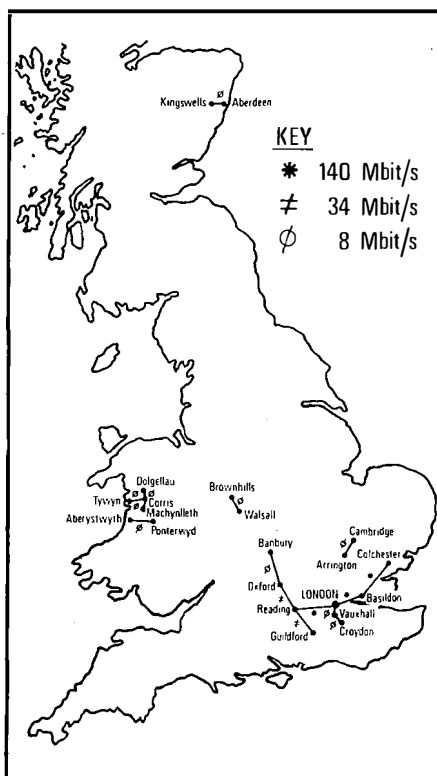 Kingswells ø Aberdeen
KEY
* 140 Mbit/s
≠ 34 Mbit/s
ø 8 Mbit/s
Dolgellau
ø ø
Tywyn Corris
ø Machynlleth
Aberystwyth Ponterwyd
ø
Brownhills
ø
Walsall
Cambridge
ø
Arrington
Colchester
Banbury
ø
Oxford
≠
LONDON
Basildon
Reading
ø Vauxhall
≠ ø
Guildford Croydon